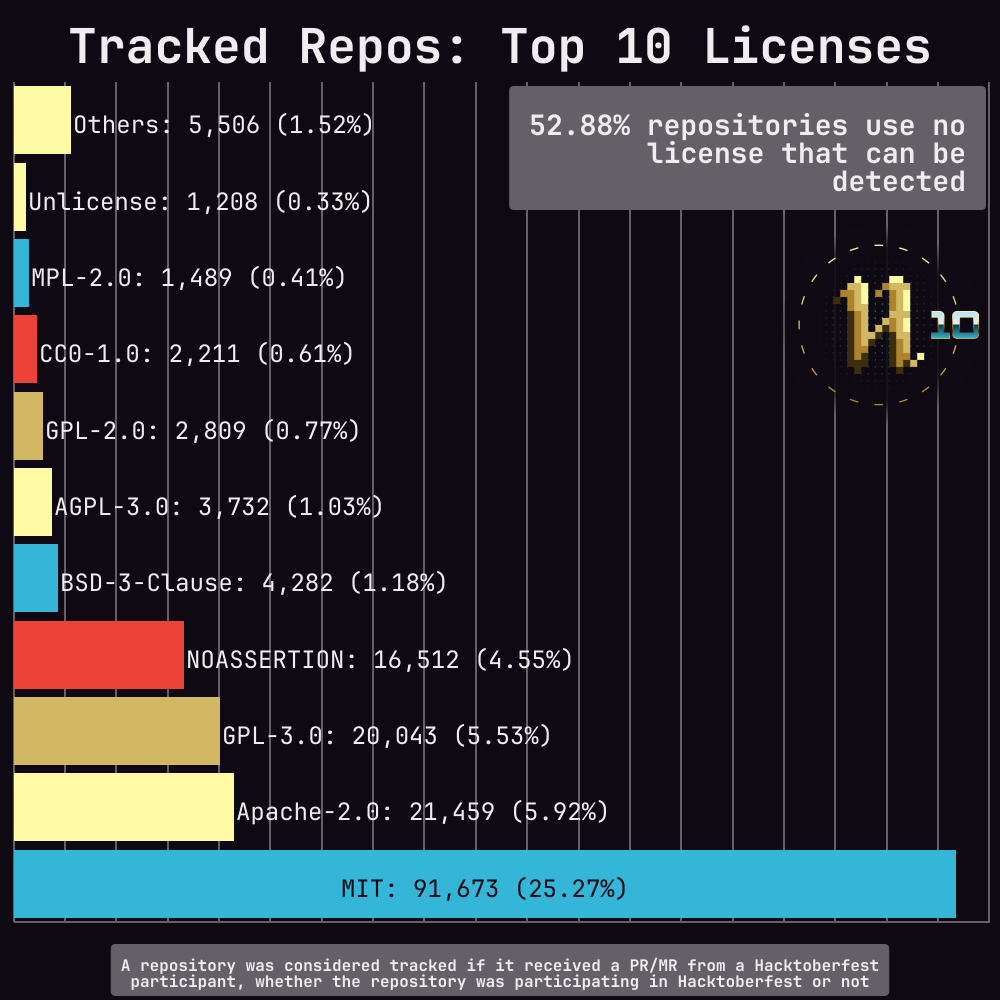 Tracked Repos: Top 10 Licenses
Others: 5,506 (1.52%)
52.88% repositories use no
license that can be
detected
Unlicense: 1,208 (0.33%)
MPL-2.0: 1,489 (0.41%)
10
CC0-1.0: 2,211 (0.61%)
GPL-2.0: 2,809 (0.77%)
AGPL-3.0: 3,732 (1.03%)
BSD-3-Clause: 4,282 (1.18%)
NOASSERTION: 16,512 (4.55%)
GPL-3.0: 20,043 (5.53%)
Apache-2.0: 21,459 (5.92%)
MIT: 91,673 (25.27%)
A repository was considered tracked if it received a PR/MR from a Hacktoberfest
participant, whether the repository was participating in Hacktoberfest or not